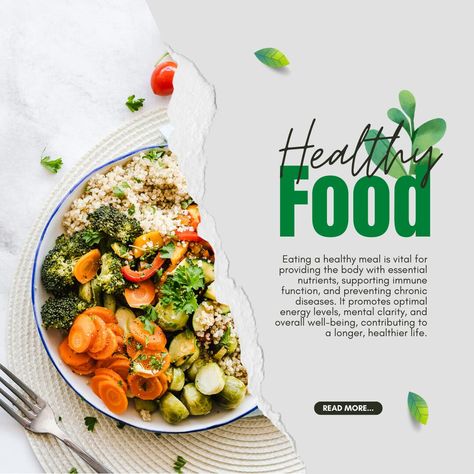 Healthy
FOOD
Eating a healthy meal is vital for
providing the body with essential
nutrients, supporting immune
function, and preventing chronic
diseases. It promotes optimal
energy levels, mental clarity, and
overall well-being, contributing to
a longer, healthier life.
READ MORE...